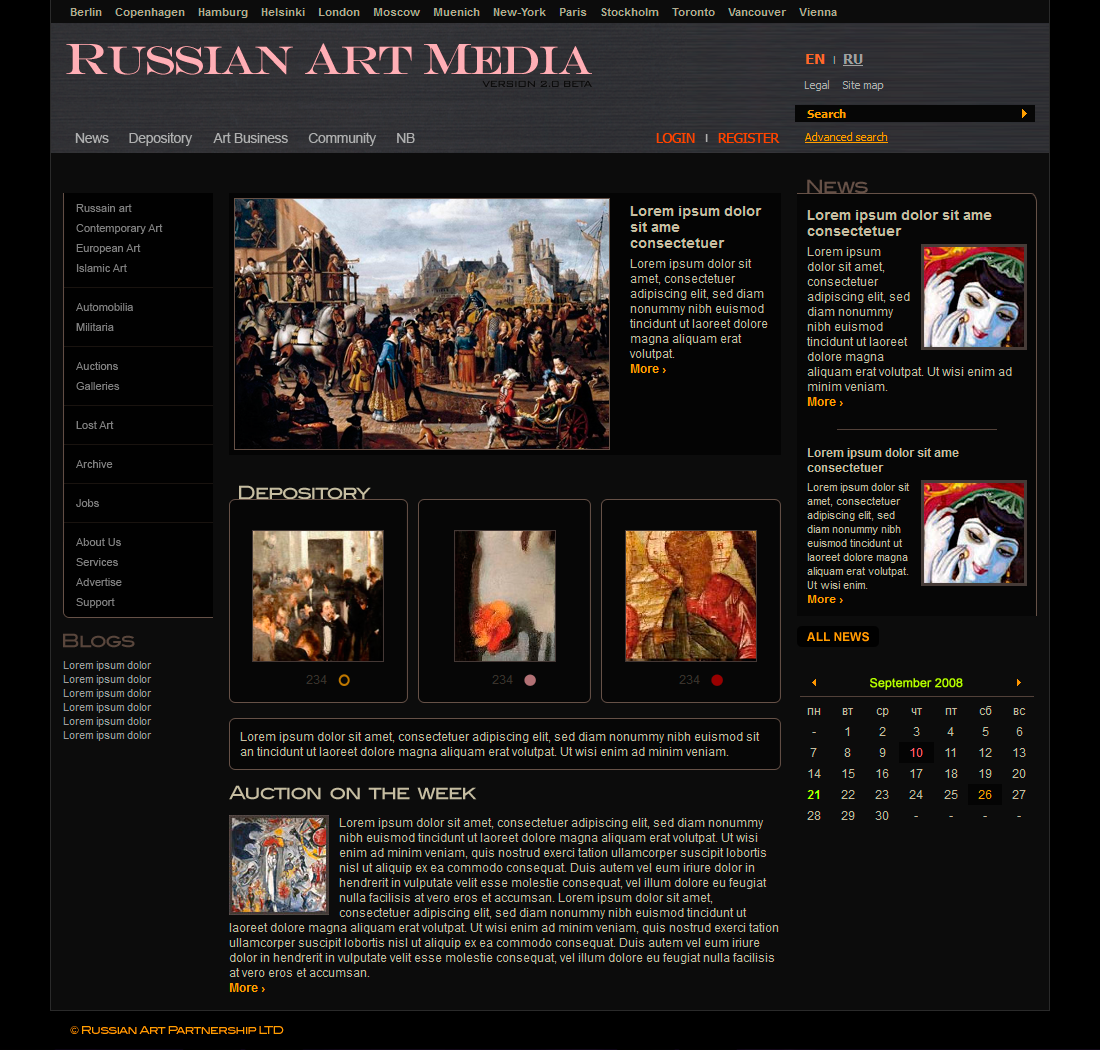 Berlin Copenhagen Hamburg Helsinki London Moscow Muenich New-York Paris Stockholm Toronto Vancouver Vienna
RUSSIAN ART MEDIA
VERSION 2.0 BETA
EN | RU
Legal Site map
Search
News Depository Art Business Community NB
LOGIN | REGISTER
Advanced search
Russain art
Contemporary Art
European Art
Islamic Art
Automobilia
Militaria
Auctions
Galleries
Lost Art
Archive
Jobs
About Us
Services
Advertise
Support
BLOGS
Lorem ipsum dolor
Lorem ipsum dolor
Lorem ipsum dolor
Lorem ipsum dolor
Lorem ipsum dolor
Lorem ipsum dolor
Lorem ipsum dolor
sit ame
consectetuer
Lorem ipsum dolor sit
amet, consectetuer
adipiscing elit, sed diam
nonummy nibh euismod
tincidunt ut laoreet dolore
magna aliquam erat
volutpat.
More ›
DEPOSITORY
234
234
234
Lorem ipsum dolor sit amet, consectetuer adipiscing elit, sed diam nonummy nibh euismod sit
an tincidunt ut laoreet dolore magna aliquam erat volutpat. Ut wisi enim ad minim veniam.
AUCTION ON THE WEEK
Lorem ipsum dolor sit amet, consectetuer adipiscing elit, sed diam nonummy
nibh euismod tincidunt ut laoreet dolore magna aliquam erat volutpat. Ut wisi
enim ad minim veniam, quis nostrud exerci tation ullamcorper suscipit lobortis
nisl ut aliquip ex ea commodo consequat. Duis autem vel eum iriure dolor in
hendrerit in vulputate velit esse molestie consequat, vel illum dolore eu feugiat
nulla facilisis at vero eros et accumsan. Lorem ipsum dolor sit amet,
consectetuer adipiscing elit, sed diam nonummy nibh euismod tincidunt ut
laoreet dolore magna aliquam erat volutpat. Ut wisi enim ad minim veniam, quis nostrud exerci tation
ullamcorper suscipit lobortis nisl ut aliquip ex ea commodo consequat. Duis autem vel eum iriure
dolor in hendrerit in vulputate velit esse molestie consequat, vel illum dolore eu feugiat nulla facilisis
at vero eros et accumsan.
More ›
NEWS
Lorem ipsum dolor sit ame
consectetuer
Lorem ipsum
dolor sit amet,
consectetuer
adipiscing elit, sed
diam nonummy
nibh euismod
tincidunt ut laoreet
dolore magna
aliquam erat volutpat. Ut wisi enim ad
minim veniam.
More ›
Lorem ipsum dolor sit ame
consectetuer
Lorem ipsum dolor sit
amet, consectetuer
adipiscing elit, sed
diam nonummy nibh
euismod tincidunt ut
laoreet dolore magna
aliquam erat volutpat.
Ut wisi enim.
More ›
ALL NEWS
September 2008
пн вт ср чт пт сб вс
- 1 2 3 4 5 6
7 8 9 10 11 12 13
14 15 16 17 18 19 20
21 22 23 24 25 26 27
28 29 30 - - - -
© RUSSIAN ART PARTNERSHIP LTD